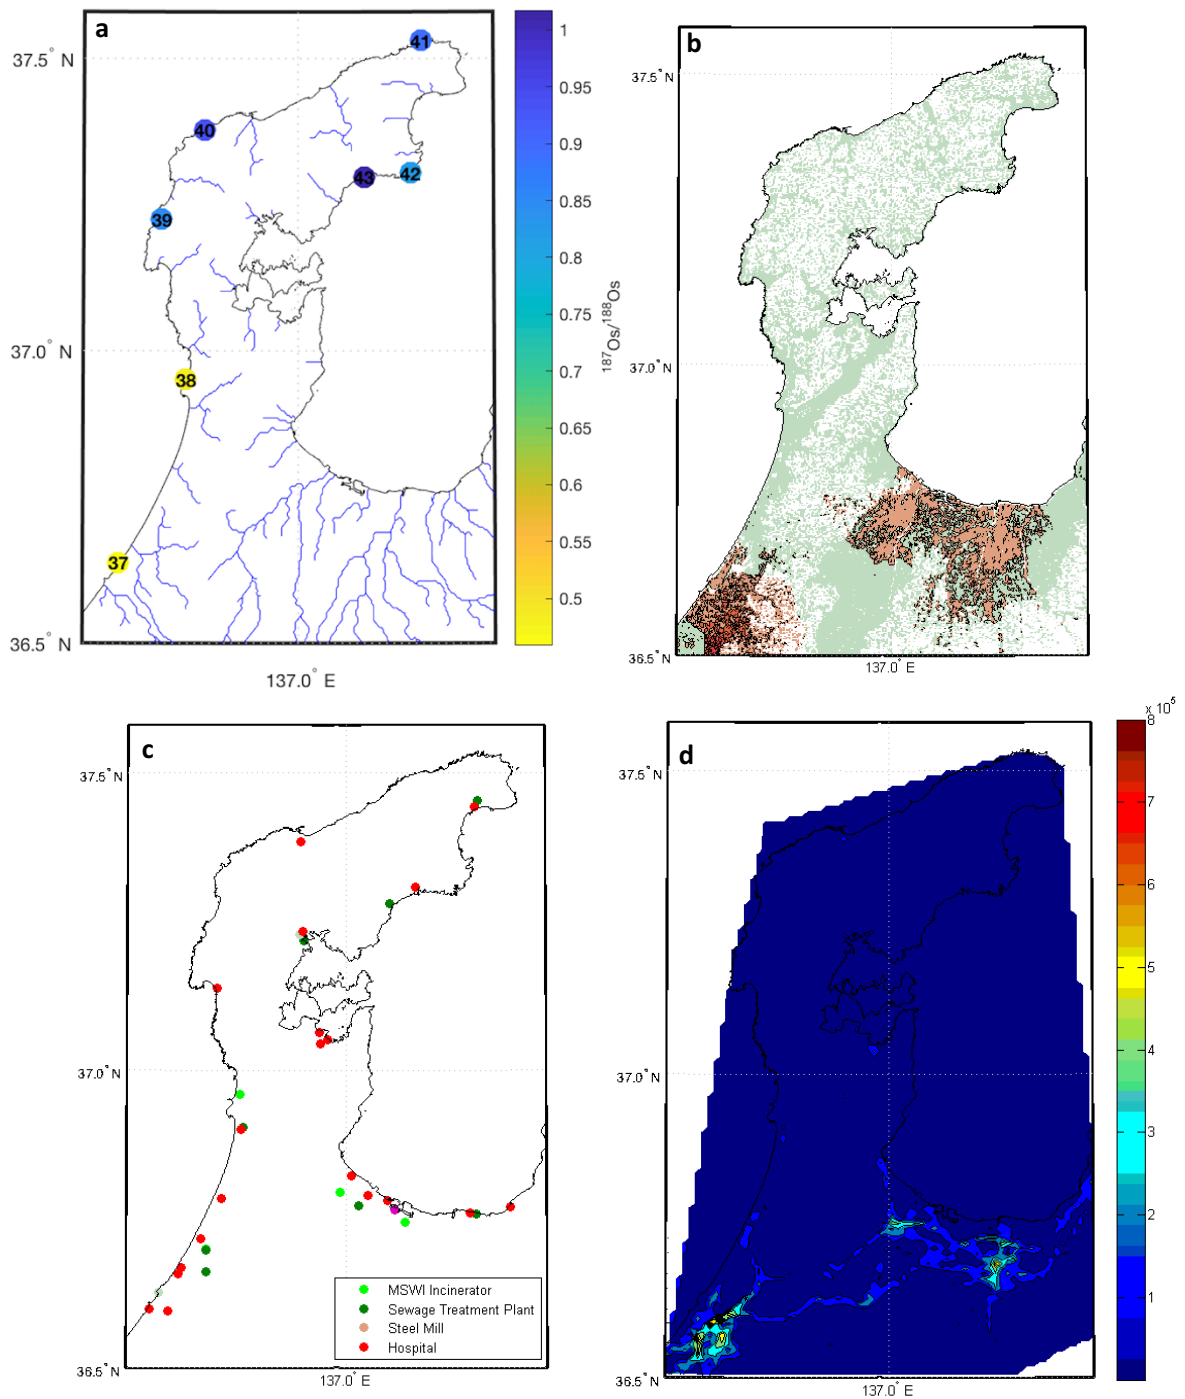 a
37.5° N
37.0° N
36.5° N
137.0° E
41
40
43
42
39
38
37
1
0.95
0.9
0.85
0.8
0.75
0.7
0.65
0.6
0.55
0.5
187Os/188Os
b
37.5° N
37.0° N
36.5° N
137.0° E
c
37.5° N
37.0° N
36.5° N
137.0° E
MSWI Incinerator
Sewage Treatment Plant
Steel Mill
Hospital
d
37.5° N
37.0° N
36.5° N
137.0° E
x 10^5
8
7
6
5
4
3
2
1